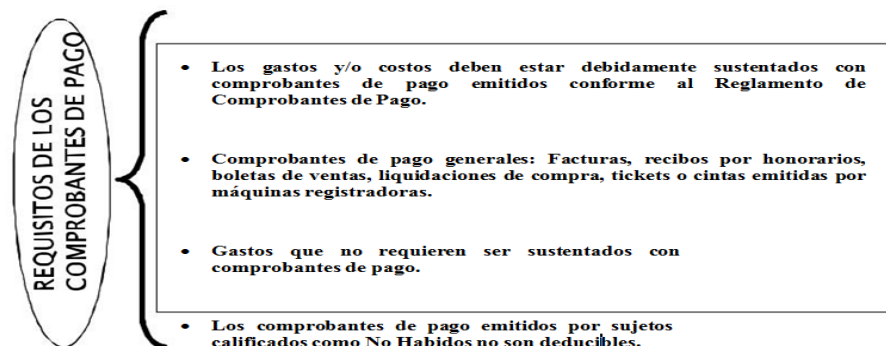 REQUISITOS DE LOS
COMPROBANTES DE PAGO
• Los gastos y/o costos deben estar debidamente sustentados con
comprobantes de pago emitidos conforme al Reglamento de
Comprobantes de Pago.
• Comprobantes de pago generales: Facturas, recibos por honorarios,
boletas de ventas, liquidaciones de compra, tickets o cintas emitidas por
máquinas registradoras.
• Gastos que no requieren ser sustentados con
comprobantes de pago.
• Los comprobantes de pago emitidos por sujetos
calificados como No Habidos no son deducibles.